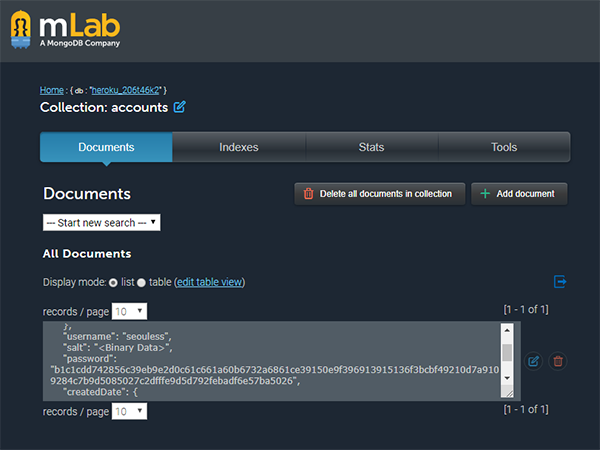 mLab
A MongoDB Company
Home : { db : "heroku_206t46k2" }
Collection: accounts
Documents Indexes Stats Tools
Documents
Delete all documents in collection
Add document
--- Start new search ---
All Documents
Display mode: list table (edit table view)
records / page 10 [1 - 1 of 1]
},
"username": "seouless",
"salt": "<Binary Data>",
"password":
"b1c1cdd742856c39eb9e2d0c61c661a60b6732a6861ce39150e9f396913915136f3bcbf49210d7a910
9284c7b9d5085027c2dfffe9d5d792febadf6e57ba5026",
"createdDate": {
records / page 10 [1 - 1 of 1]